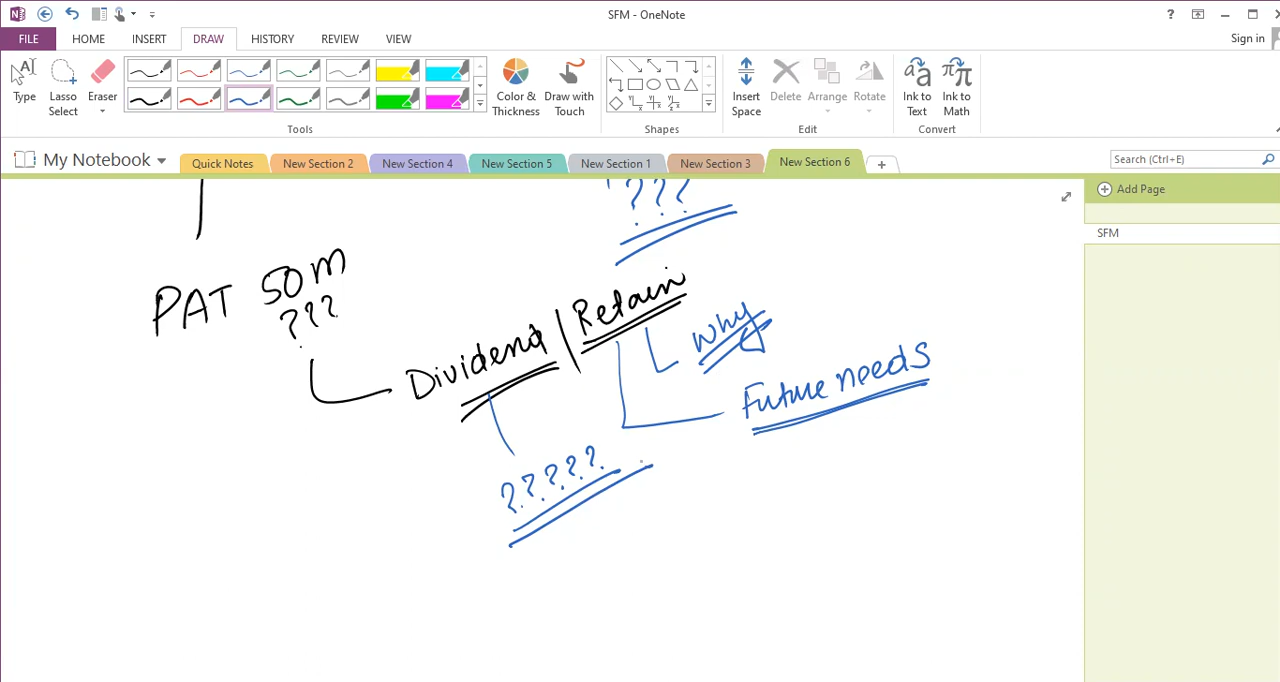 SFM - OneNote
?
Sign in
FILE HOME INSERT DRAW HISTORY REVIEW VIEW
Type
Lasso Select
Eraser
Color & Thickness
Draw with Touch
Insert Space
Delete
Arrange
Rotate
Ink to Text
Ink to Math
Tools
Shapes
Edit
Convert
My Notebook
Quick Notes
New Section 2
New Section 4
New Section 5
New Section 1
New Section 3
New Section 6
Search (Ctrl+E)
Add Page
SFM
???
PAT 50m
???
Dividend / Retain
Why
Future needs
?????